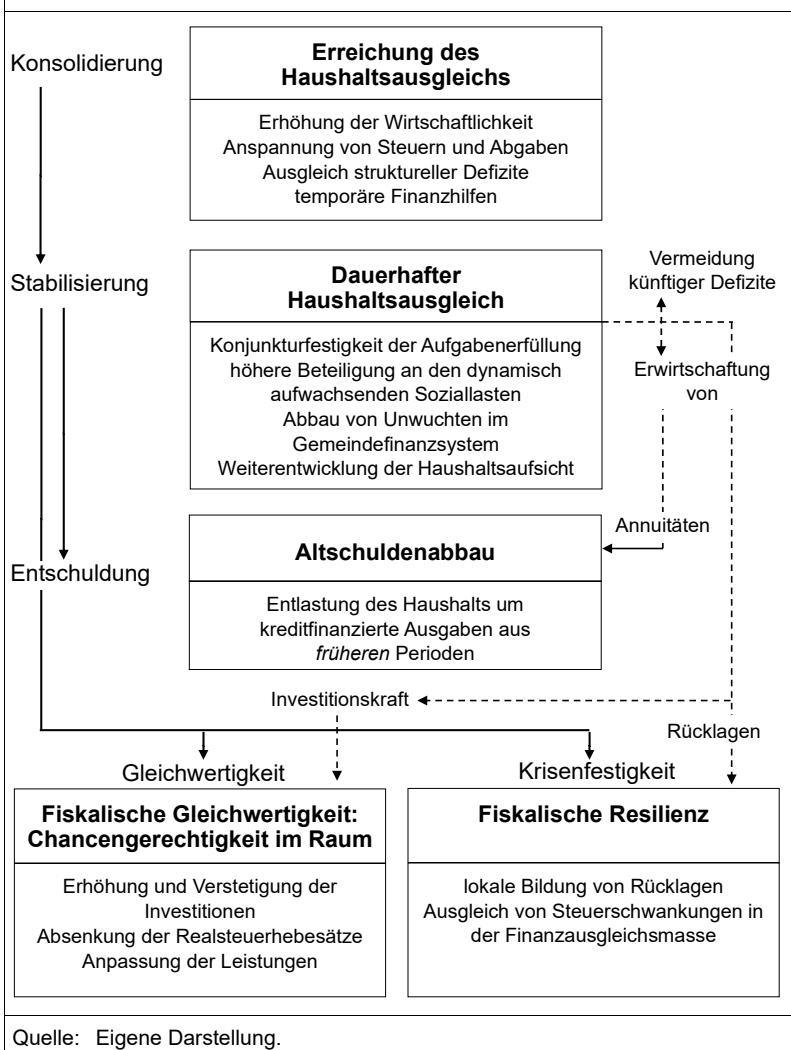 Konsolidierung
Erreichung des
Haushaltsausgleichs
Erhöhung der Wirtschaftlichkeit
Anspannung von Steuern und Abgaben
Ausgleich struktureller Defizite
temporäre Finanzhilfen
Stabilisierung
Dauerhafter
Haushaltsausgleich
Konjunkturfestigkeit der Aufgabenerfüllung
höhere Beteiligung an den dynamisch
aufwachsenden Soziallasten
Abbau von Unwuchten im
Gemeindefinanzsystem
Weiterentwicklung der Haushaltsaufsicht
Vermeidung
künftiger Defizite
Erwirtschaftung
von
Annuitäten
Entschuldung
Altschuldenabbau
Entlastung des Haushalts um
kreditfinanzierte Ausgaben aus
früheren Perioden
Investitionskraft
Rücklagen
Gleichwertigkeit
Krisenfestigkeit
Fiskalische Gleichwertigkeit:
Chancengerechtigkeit im Raum
Erhöhung und Verstetigung der
Investitionen
Absenkung der Realsteuerhebesätze
Anpassung der Leistungen
Fiskalische Resilienz
lokale Bildung von Rücklagen
Ausgleich von Steuerschwankungen in
der Finanzausgleichsmasse
Quelle: Eigene Darstellung.